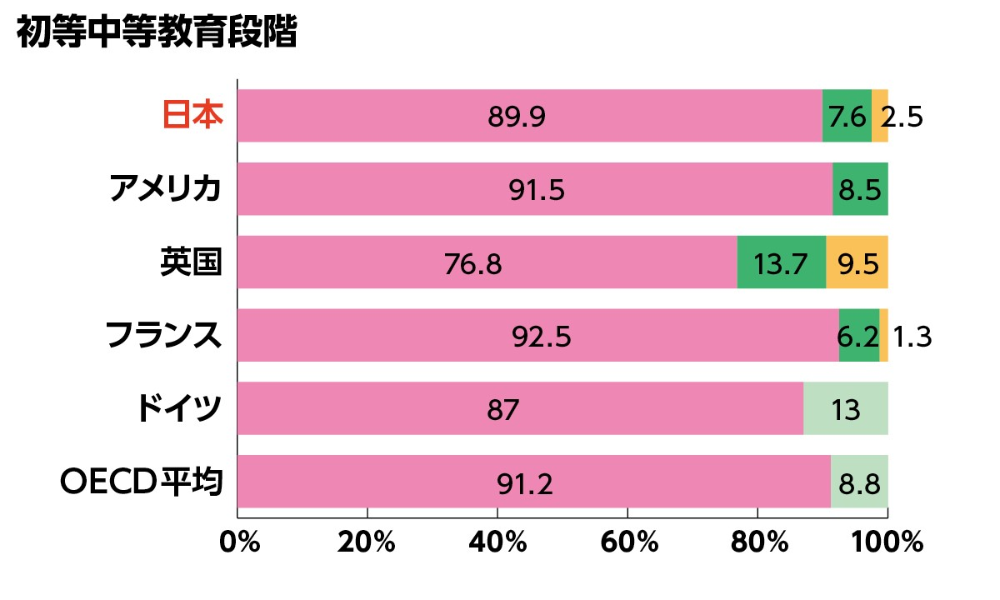 初等中等教育段階
日本 89.9 7.6 2.5
アメリカ 91.5 8.5
英国 76.8 13.7 9.5
フランス 92.5 6.2 1.3
ドイツ 87 13
OECD平均 91.2 8.8
0% 20% 40% 60% 80% 100%